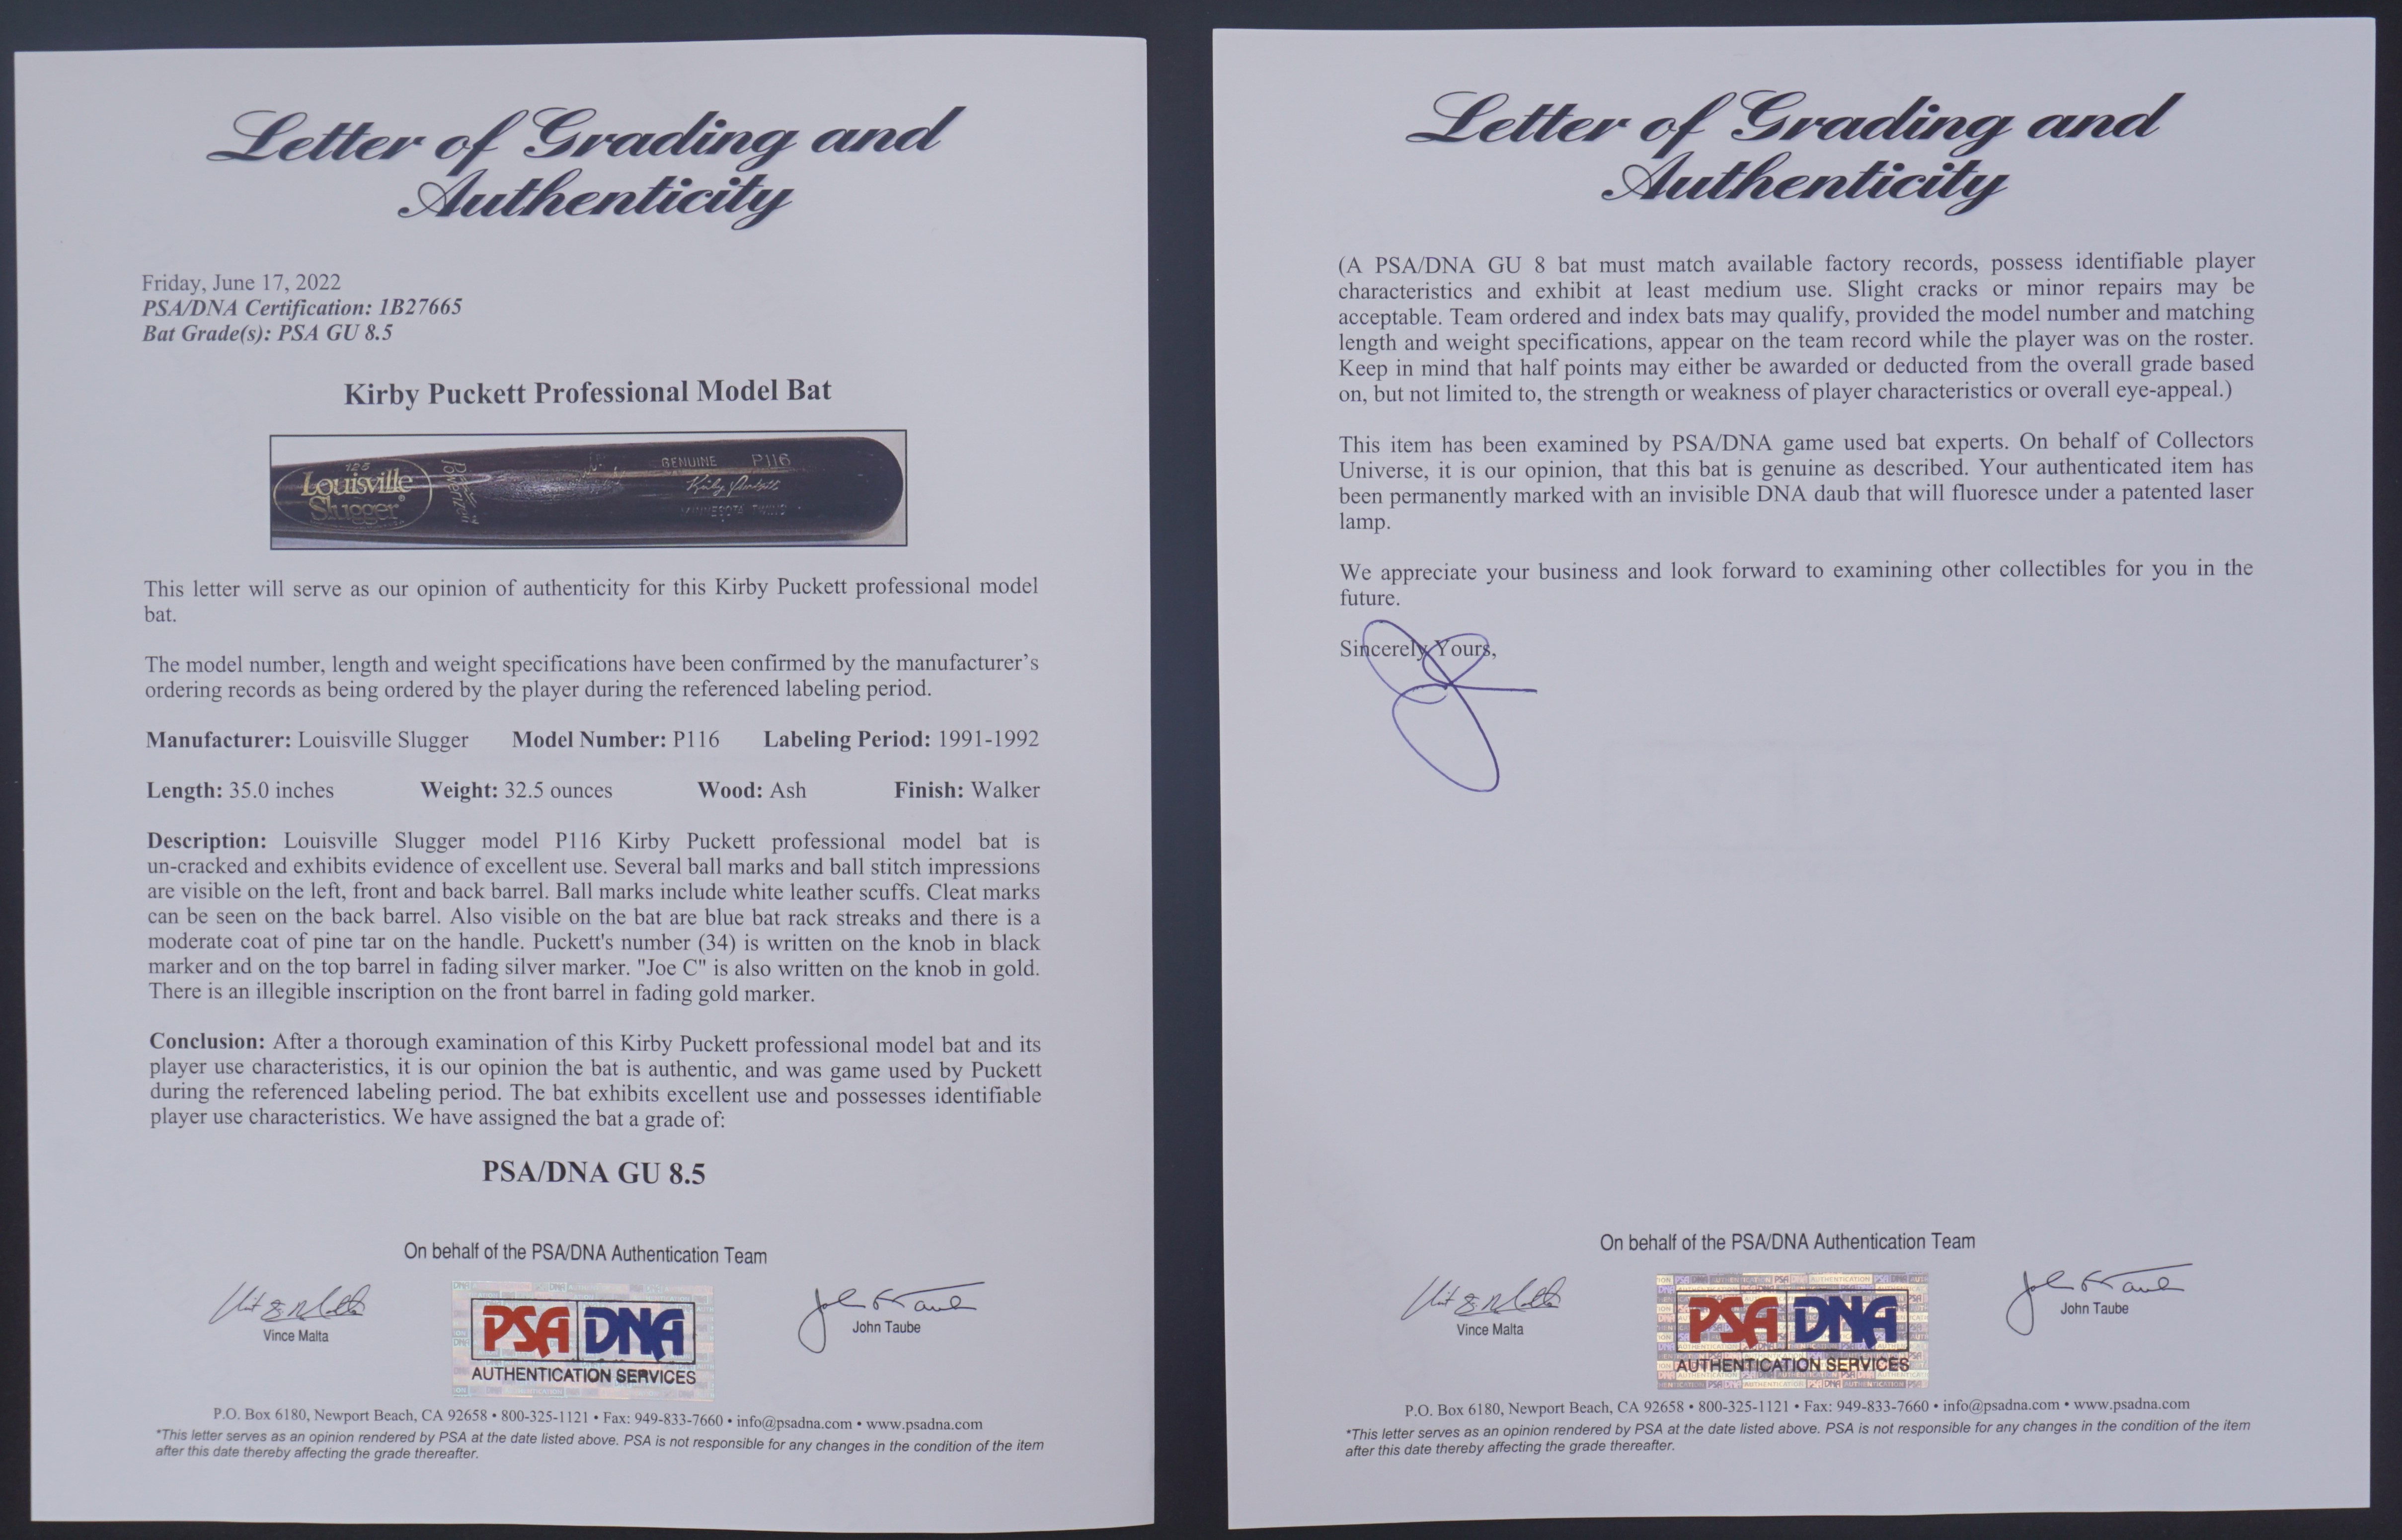 Letter of Grading and
Authenticity
Friday, June 17, 2022
PSA/DNA Certification: 1B27665
Bat Grade(s): PSA GU 8.5
Kirby Puckett Professional Model Bat
125
Louisville
Slugger
Powerized
GENUINE P116
Kirby Puckett
MINNESOTA TWINS
This letter will serve as our opinion of authenticity for this Kirby Puckett professional model
bat.
The model number, length and weight specifications have been confirmed by the manufacturer's
ordering records as being ordered by the player during the referenced labeling period.
Manufacturer: Louisville Slugger Model Number: P116 Labeling Period: 1991-1992
Length: 35.0 inches Weight: 32.5 ounces Wood: Ash Finish: Walker
Description: Louisville Slugger model P116 Kirby Puckett professional model bat is
un-cracked and exhibits evidence of excellent use. Several ball marks and ball stitch impressions
are visible on the left, front and back barrel. Ball marks include white leather scuffs. Cleat marks
can be seen on the back barrel. Also visible on the bat are blue bat rack streaks and there is a
moderate coat of pine tar on the handle. Puckett's number (34) is written on the knob in black
marker and on the top barrel in fading silver marker. "Joe C" is also written on the knob in gold.
There is an illegible inscription on the front barrel in fading gold marker.
Conclusion: After a thorough examination of this Kirby Puckett professional model bat and its
player use characteristics, it is our opinion the bat is authentic, and was game used by Puckett
during the referenced labeling period. The bat exhibits excellent use and possesses identifiable
player use characteristics. We have assigned the bat a grade of:
PSA/DNA GU 8.5
On behalf of the PSA/DNA Authentication Team
Vince Malta
PSA DNA
AUTHENTICATION SERVICES
John Taube
P.O. Box 6180, Newport Beach, CA 92658 • 800-325-1121 • Fax: 949-833-7660 • info@psadna.com • www.psadna.com
*This letter serves as an opinion rendered by PSA at the date listed above. PSA is not responsible for any changes in the condition of the item
after this date thereby affecting the grade thereafter.
Letter of Grading and
Authenticity
(A PSA/DNA GU 8 bat must match available factory records, possess identifiable player
characteristics and exhibit at least medium use. Slight cracks or minor repairs may be
acceptable. Team ordered and index bats may qualify, provided the model number and matching
length and weight specifications, appear on the team record while the player was on the roster.
Keep in mind that half points may either be awarded or deducted from the overall grade based
on, but not limited to, the strength or weakness of player characteristics or overall eye-appeal.)
This item has been examined by PSA/DNA game used bat experts. On behalf of Collectors
Universe, it is our opinion, that this bat is genuine as described. Your authenticated item has
been permanently marked with an invisible DNA daub that will fluoresce under a patented laser
lamp.
We appreciate your business and look forward to examining other collectibles for you in the
future.
Sincerely Yours,
On behalf of the PSA/DNA Authentication Team
Vince Malta
PSA DNA
AUTHENTICATION SERVICES
John Taube
P.O. Box 6180, Newport Beach, CA 92658 • 800-325-1121 • Fax: 949-833-7660 • info@psadna.com • www.psadna.com
*This letter serves as an opinion rendered by PSA at the date listed above. PSA is not responsible for any changes in the condition of the item
after this date thereby affecting the grade thereafter.